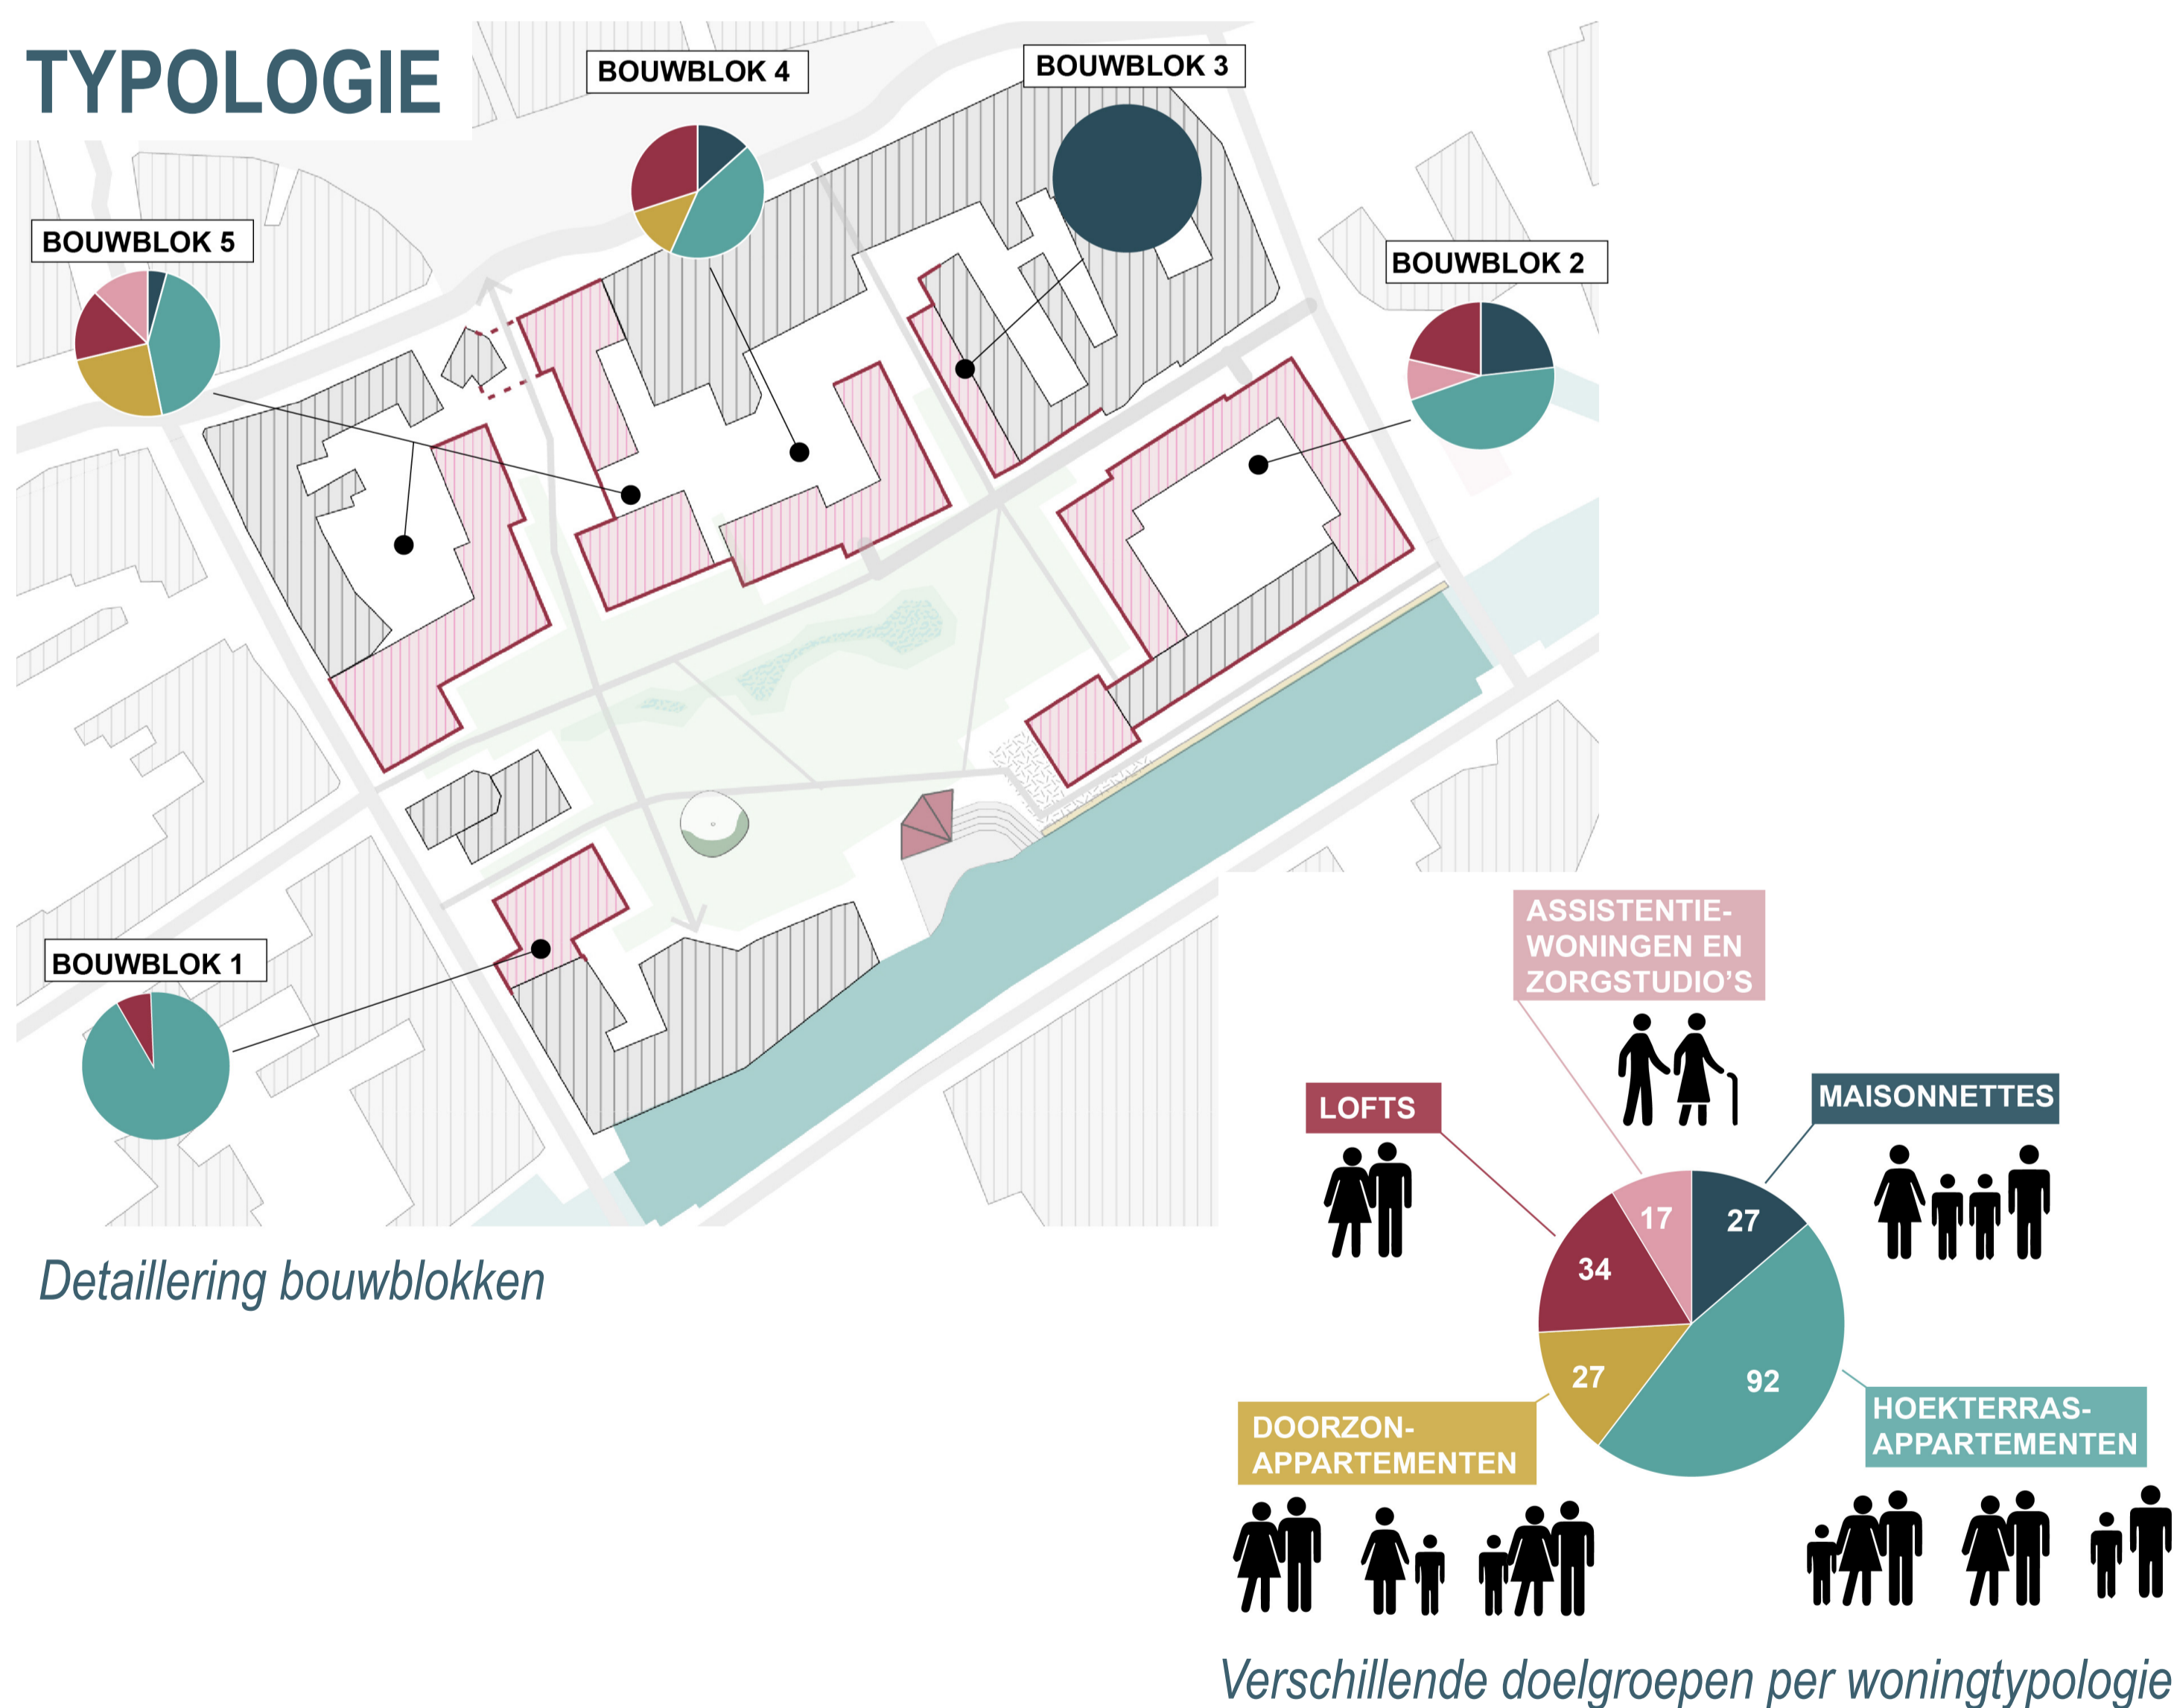 TYPOLOGIE
BOUWBLOK 4
BOUWBLOK 3
BOUWBLOK 5
BOUWBLOK 2
BOUWBLOK 1
Detaillering bouwblokken
ASSISTENTIE-
WONINGEN EN
ZORGSTUDIO'S
LOFTS
MAISONNETTES
17
27
34
27
92
DOORZON-
APPARTEMENTEN
HOEKTERRAS-
APPARTEMENTEN
Verschillende doelgroepen per woningtypologie